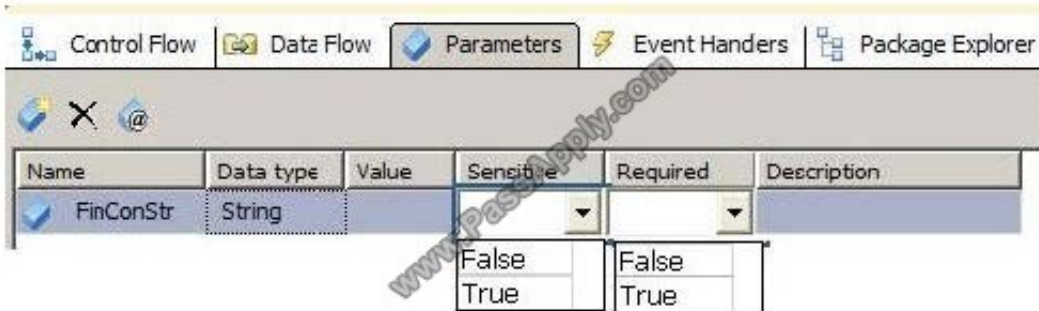 Control Flow Data Flow Parameters Event Handers Package Explorer
Name Data type Value Sensitive Required Description
FinConStr String
False False
True True
www.PassApply.com